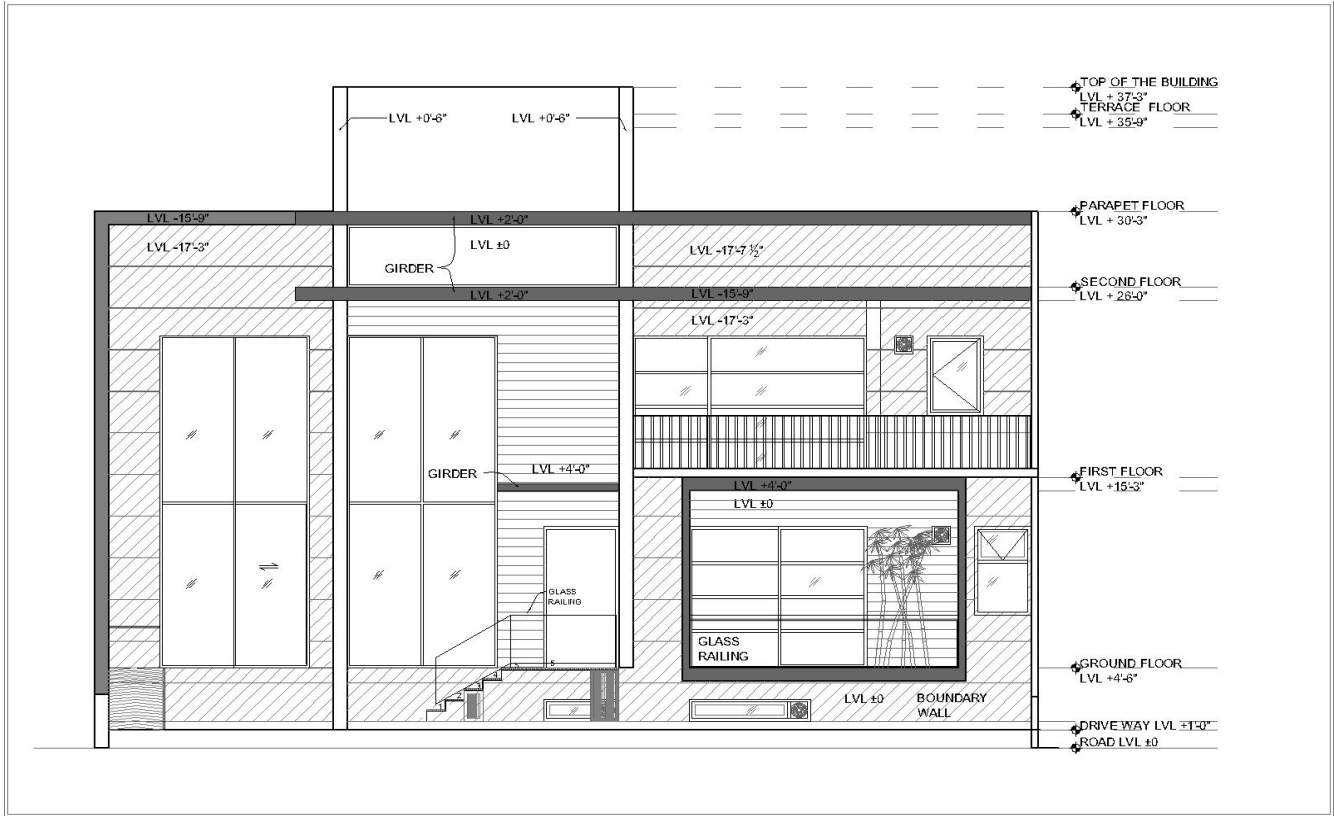 TOP OF THE BUILDING
LVL + 37'-3"
TERRACE FLOOR
LVL + 35'-9"
LVL +0'-6"
LVL +0'-6"
PARAPET FLOOR
LVL + 30'-3"
LVL -15'-9"
LVL +2'-0"
LVL -17'-3"
LVL ±0
LVL -17'-7 ½"
GIRDER
SECOND FLOOR
LVL + 26'-0"
LVL +2'-0"
LVL -15'-9"
LVL -17'-3"
GIRDER
LVL +4'-0"
FIRST FLOOR
LVL +15'-3"
LVL +4'-0"
LVL ±0
GLASS
RAILING
GLASS
RAILING
GROUND FLOOR
LVL +4'-6"
5
4
3
2
LVL ±0
BOUNDARY
WALL
DRIVE WAY LVL +1'-0"
ROAD LVL ±0